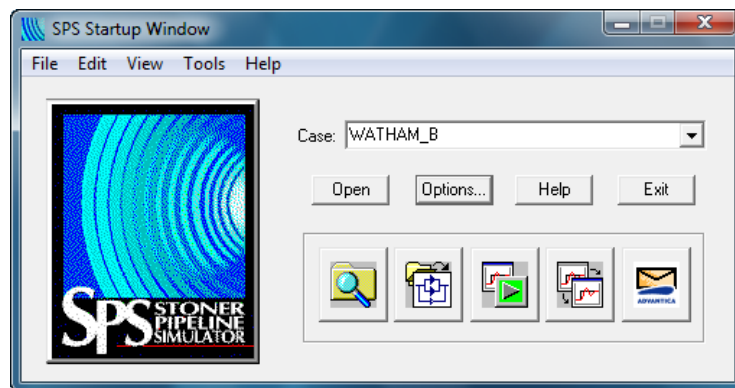 SPS Startup Window
File Edit View Tools Help
Case: WATHAM_B
Open Options... Help Exit
SPS STONER
PIPELINE
SIMULATOR
ADVANTICA